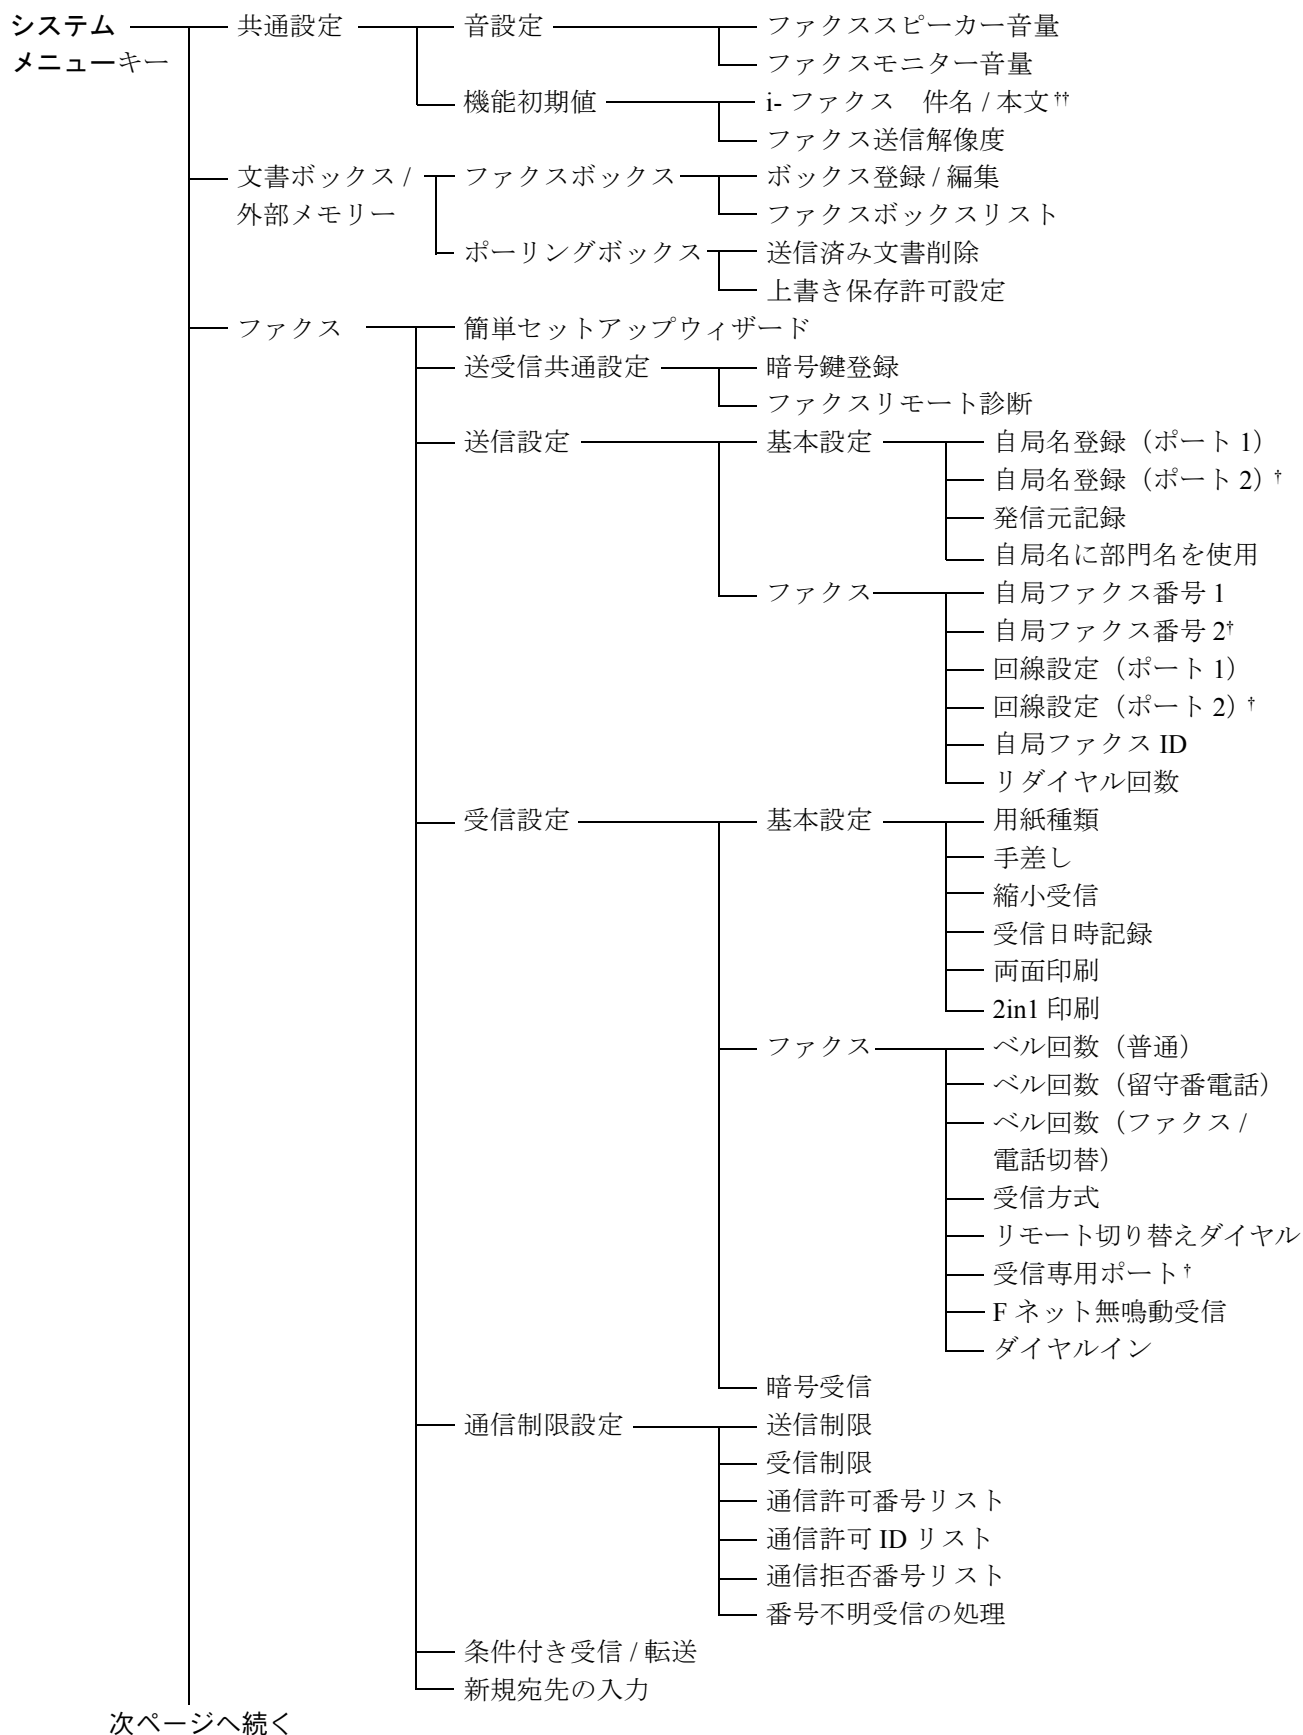 システム 共通設定 音設定 ファクススピーカー音量
メニューキー ファクスモニター音量
機能初期値 i- ファクス　件名 / 本文††
ファクス送信解像度
文書ボックス / ファクスボックス ボックス登録 / 編集
外部メモリー ファクスボックスリスト
ポーリングボックス 送信済み文書削除
上書き保存許可設定
ファクス 簡単セットアップウィザード
送受信共通設定 暗号鍵登録
ファクスリモート診断
送信設定 基本設定 自局名登録（ポート 1）
自局名登録（ポート 2）†
発信元記録
自局名に部門名を使用
ファクス 自局ファクス番号 1
自局ファクス番号 2†
回線設定（ポート 1）
回線設定（ポート 2）†
自局ファクス ID
リダイヤル回数
受信設定 基本設定 用紙種類
手差し
縮小受信
受信日時記録
両面印刷
2in1 印刷
ファクス ベル回数（普通）
ベル回数（留守番電話）
ベル回数（ファクス /
電話切替）
受信方式
リモート切り替えダイヤル
受信専用ポート†
F ネット無鳴動受信
ダイヤルイン
暗号受信
通信制限設定 送信制限
受信制限
通信許可番号リスト
通信許可 ID リスト
通信拒否番号リスト
番号不明受信の処理
条件付き受信 / 転送
新規宛先の入力
次ページへ続く